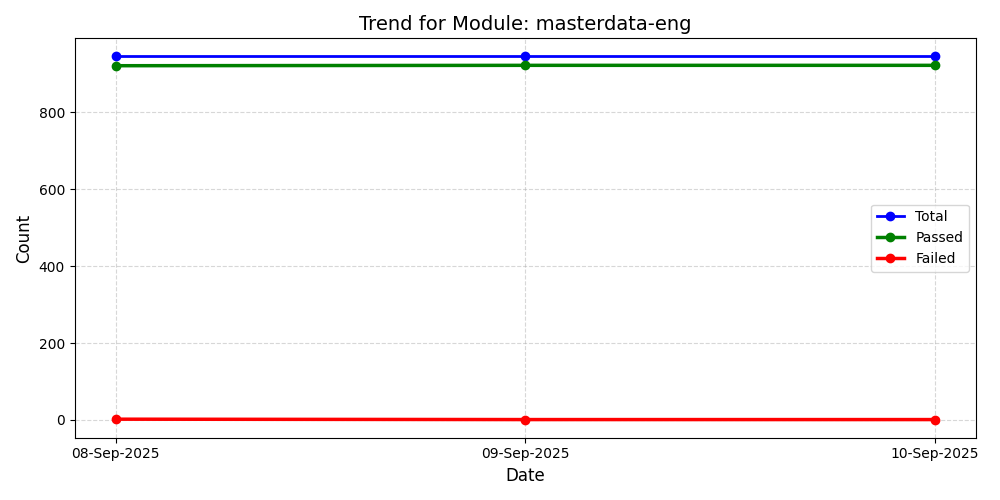 Trend for Module: masterdata-eng
800
600
400
200
0
Count
Total
Passed
Failed
08-Sep-2025
09-Sep-2025
10-Sep-2025
Date